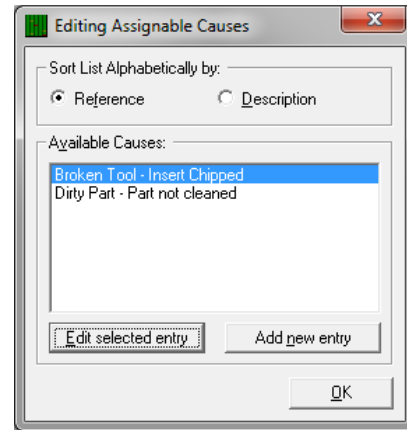 Editing Assignable Causes
Sort List Alphabetically by:
Reference Description
Available Causes:
Broken Tool - Insert Chipped
Dirty Part - Part not cleaned
Edit selected entry Add new entry
OK